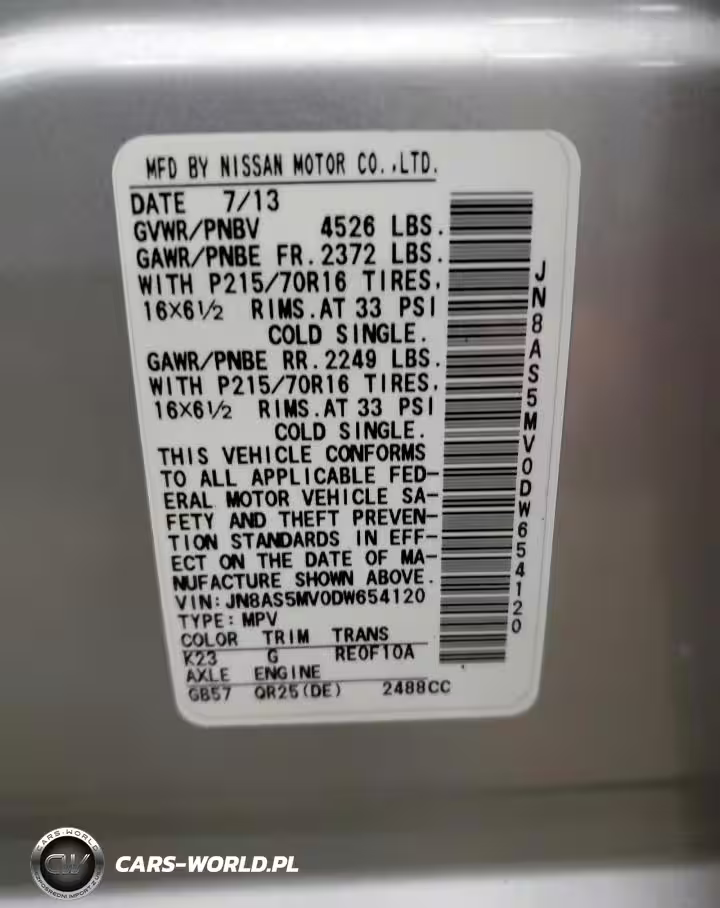 MFD BY NISSAN MOTOR CO.,LTD.
DATE 7/13
GVWR/PNBV 4526 LBS.
GAWR/PNBE FR. 2372 LBS.
WITH P215/70R16 TIRES,
16×6½ RIMS. AT 33 PSI
COLD SINGLE.
GAWR/PNBE RR. 2249 LBS.
WITH P215/70R16 TIRES,
16×6½ RIMS. AT 33 PSI
COLD SINGLE.
THIS VEHICLE CONFORMS
TO ALL APPLICABLE FED-
ERAL MOTOR VEHICLE SA-
FETY AND THEFT PREVEN-
TION STANDARDS IN EFF-
ECT ON THE DATE OF MA-
NUFACTURE SHOWN ABOVE.
VIN: JN8AS5MV0DW654120
TYPE: MPV
COLOR TRIM TRANS
K23 G RE0F10A
AXLE ENGINE
GB57 QR25(DE) 2488CC
JN8AS5MV0DW654120
CARS-WORLD
CW
CARS-WORLD.PL